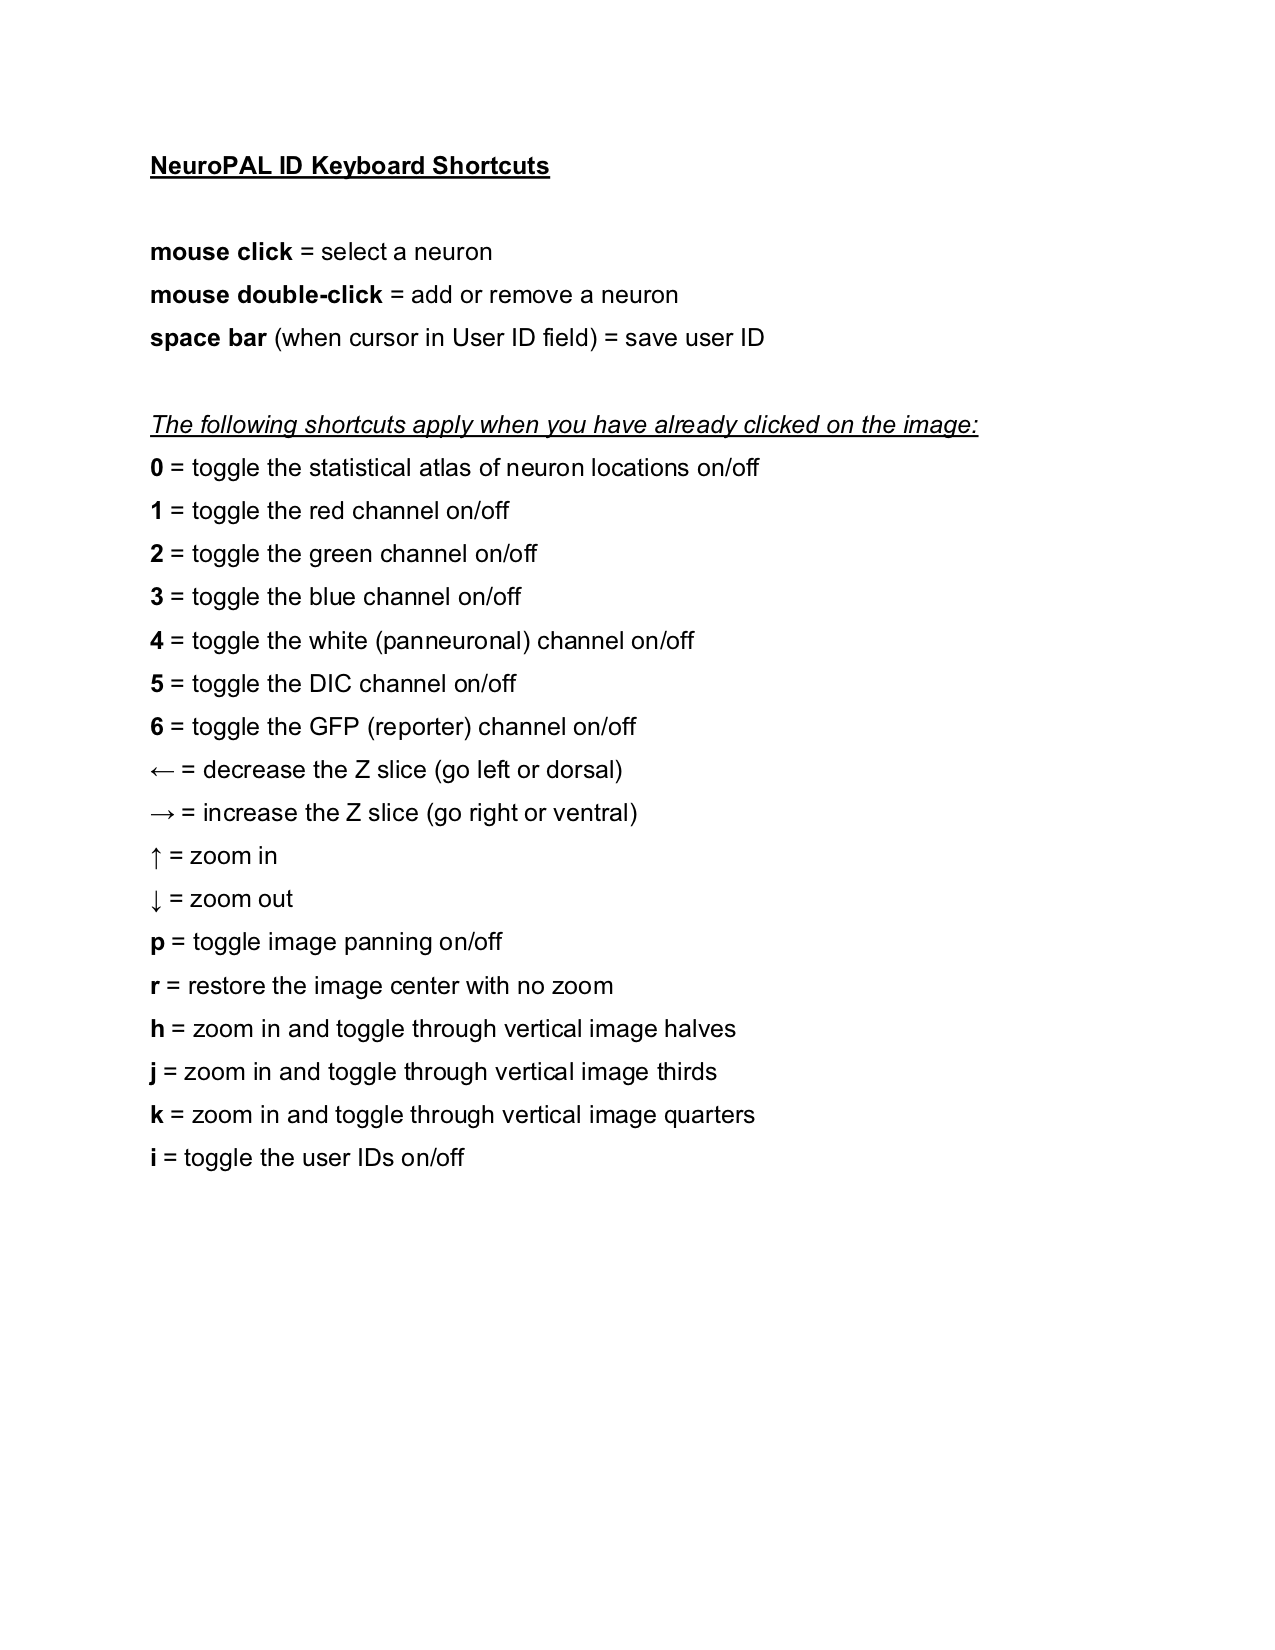 NeuroPAL ID Keyboard Shortcuts
mouse click = select a neuron
mouse double-click = add or remove a neuron
space bar (when cursor in User ID field) = save user ID
The following shortcuts apply when you have already clicked on the image:
0 = toggle the statistical atlas of neuron locations on/off
1 = toggle the red channel on/off
2 = toggle the green channel on/off
3 = toggle the blue channel on/off
4 = toggle the white (panneuronal) channel on/off
5 = toggle the DIC channel on/off
6 = toggle the GFP (reporter) channel on/off
← = decrease the Z slice (go left or dorsal)
→ = increase the Z slice (go right or ventral)
↑ = zoom in
↓ = zoom out
p = toggle image panning on/off
r = restore the image center with no zoom
h = zoom in and toggle through vertical image halves
j = zoom in and toggle through vertical image thirds
k = zoom in and toggle through vertical image quarters
i = toggle the user IDs on/off